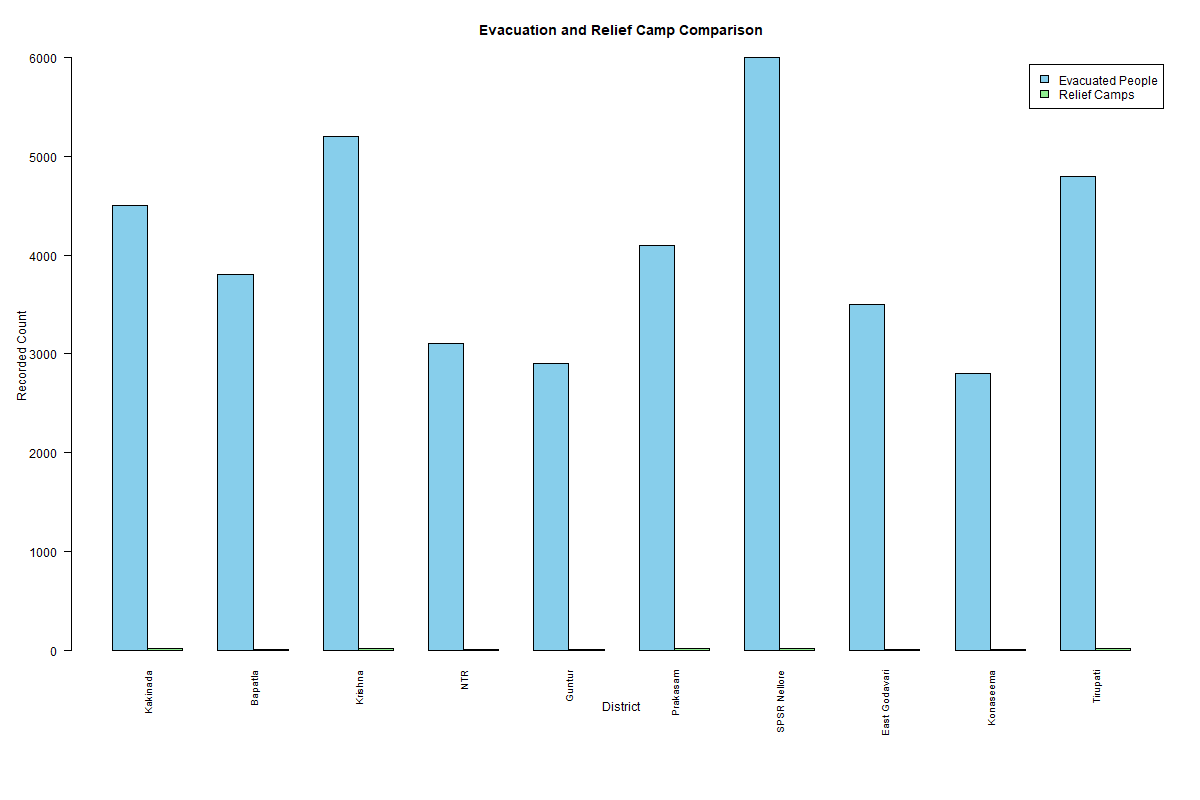 Evacuation and Relief Camp Comparison
Evacuated People
Relief Camps
Recorded Count
6000
5000
4000
3000
2000
1000
0
Kakinada
Bapatla
Krishna
NTR
Guntur
Prakasam
SPSR Nellore
East Godavari
Konaseema
Tirupati
District